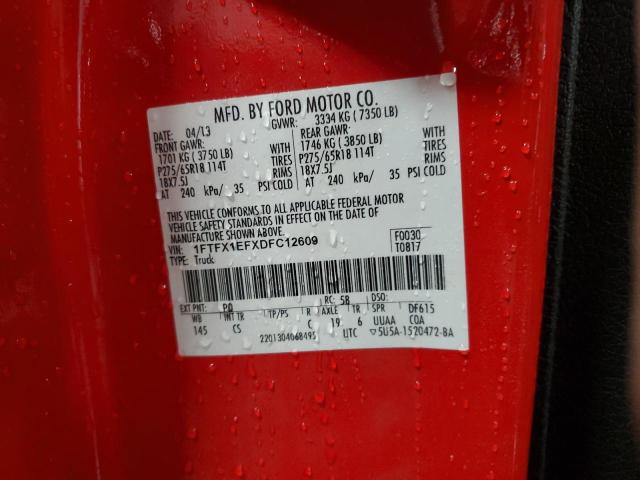 MFD. BY FORD MOTOR CO.
DATE: 04/13 GVWR: 3334 KG ( 7350 LB)
FRONT GAWR: REAR GAWR:
1701 KG ( 3750 LB) WITH 1746 KG ( 3850 LB) WITH
P275/65R18 114T TIRES P275/65R18 114T TIRES
18X7.5J RIMS 18X7.5J RIMS
AT 240 kPa/ 35 PSI COLD AT 240 kPa/ 35 PSI COLD
THIS VEHICLE CONFORMS TO ALL APPLICABLE FEDERAL MOTOR
VEHICLE SAFETY STANDARDS IN EFFECT ON THE DATE OF
MANUFACTURE SHOWN ABOVE.
VIN: 1FTFX1EFXDFC12609 F0030
TYPE: Truck T0817
EXT PNT: PQ RC: 58 DSO:
WB INT TR TP/PS R AXLE TR SPR DF615
145 CS C 19 6 UUAA COA
2201304068495 UTC ▽5U5A-1520472-BA